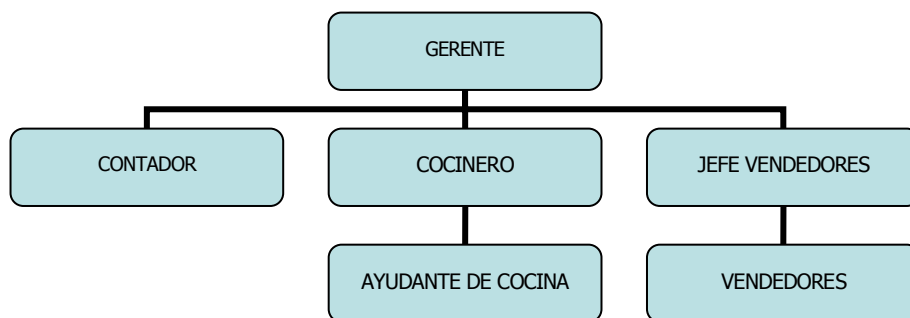 GERENTE
CONTADOR
COCINERO
JEFE VENDEDORES
AYUDANTE DE COCINA
VENDEDORES